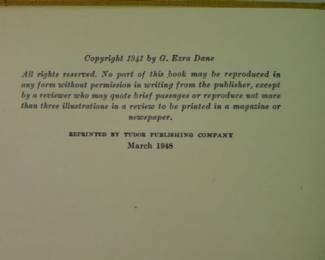 Copyright 1941 by G. Ezra Dane
All rights reserved. No part of this book may be reproduced in
any form without permission in writing from the publisher, except
by a reviewer who may quote brief passages or reproduce not more
than three illustrations in a review to be printed in a magazine or
newspaper.
REPRINTED BY TUDOR PUBLISHING COMPANY
March 1948